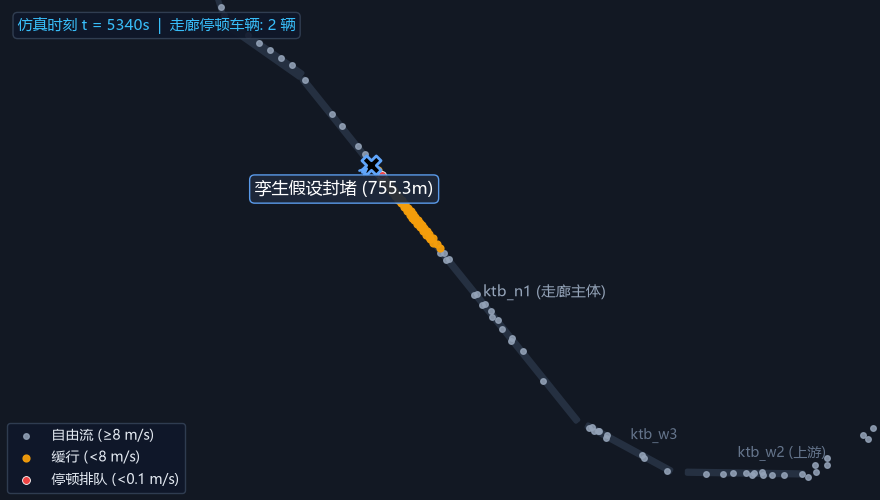 仿真时刻 t = 5340s | 走廊停顿车辆: 2 辆
孪生假设封堵 (755.3m)
ktb_n1 (走廊主体)
ktb_w3
ktb_w2 (上游)
自由流 (≥8 m/s)
缓行 (<8 m/s)
停顿排队 (<0.1 m/s)